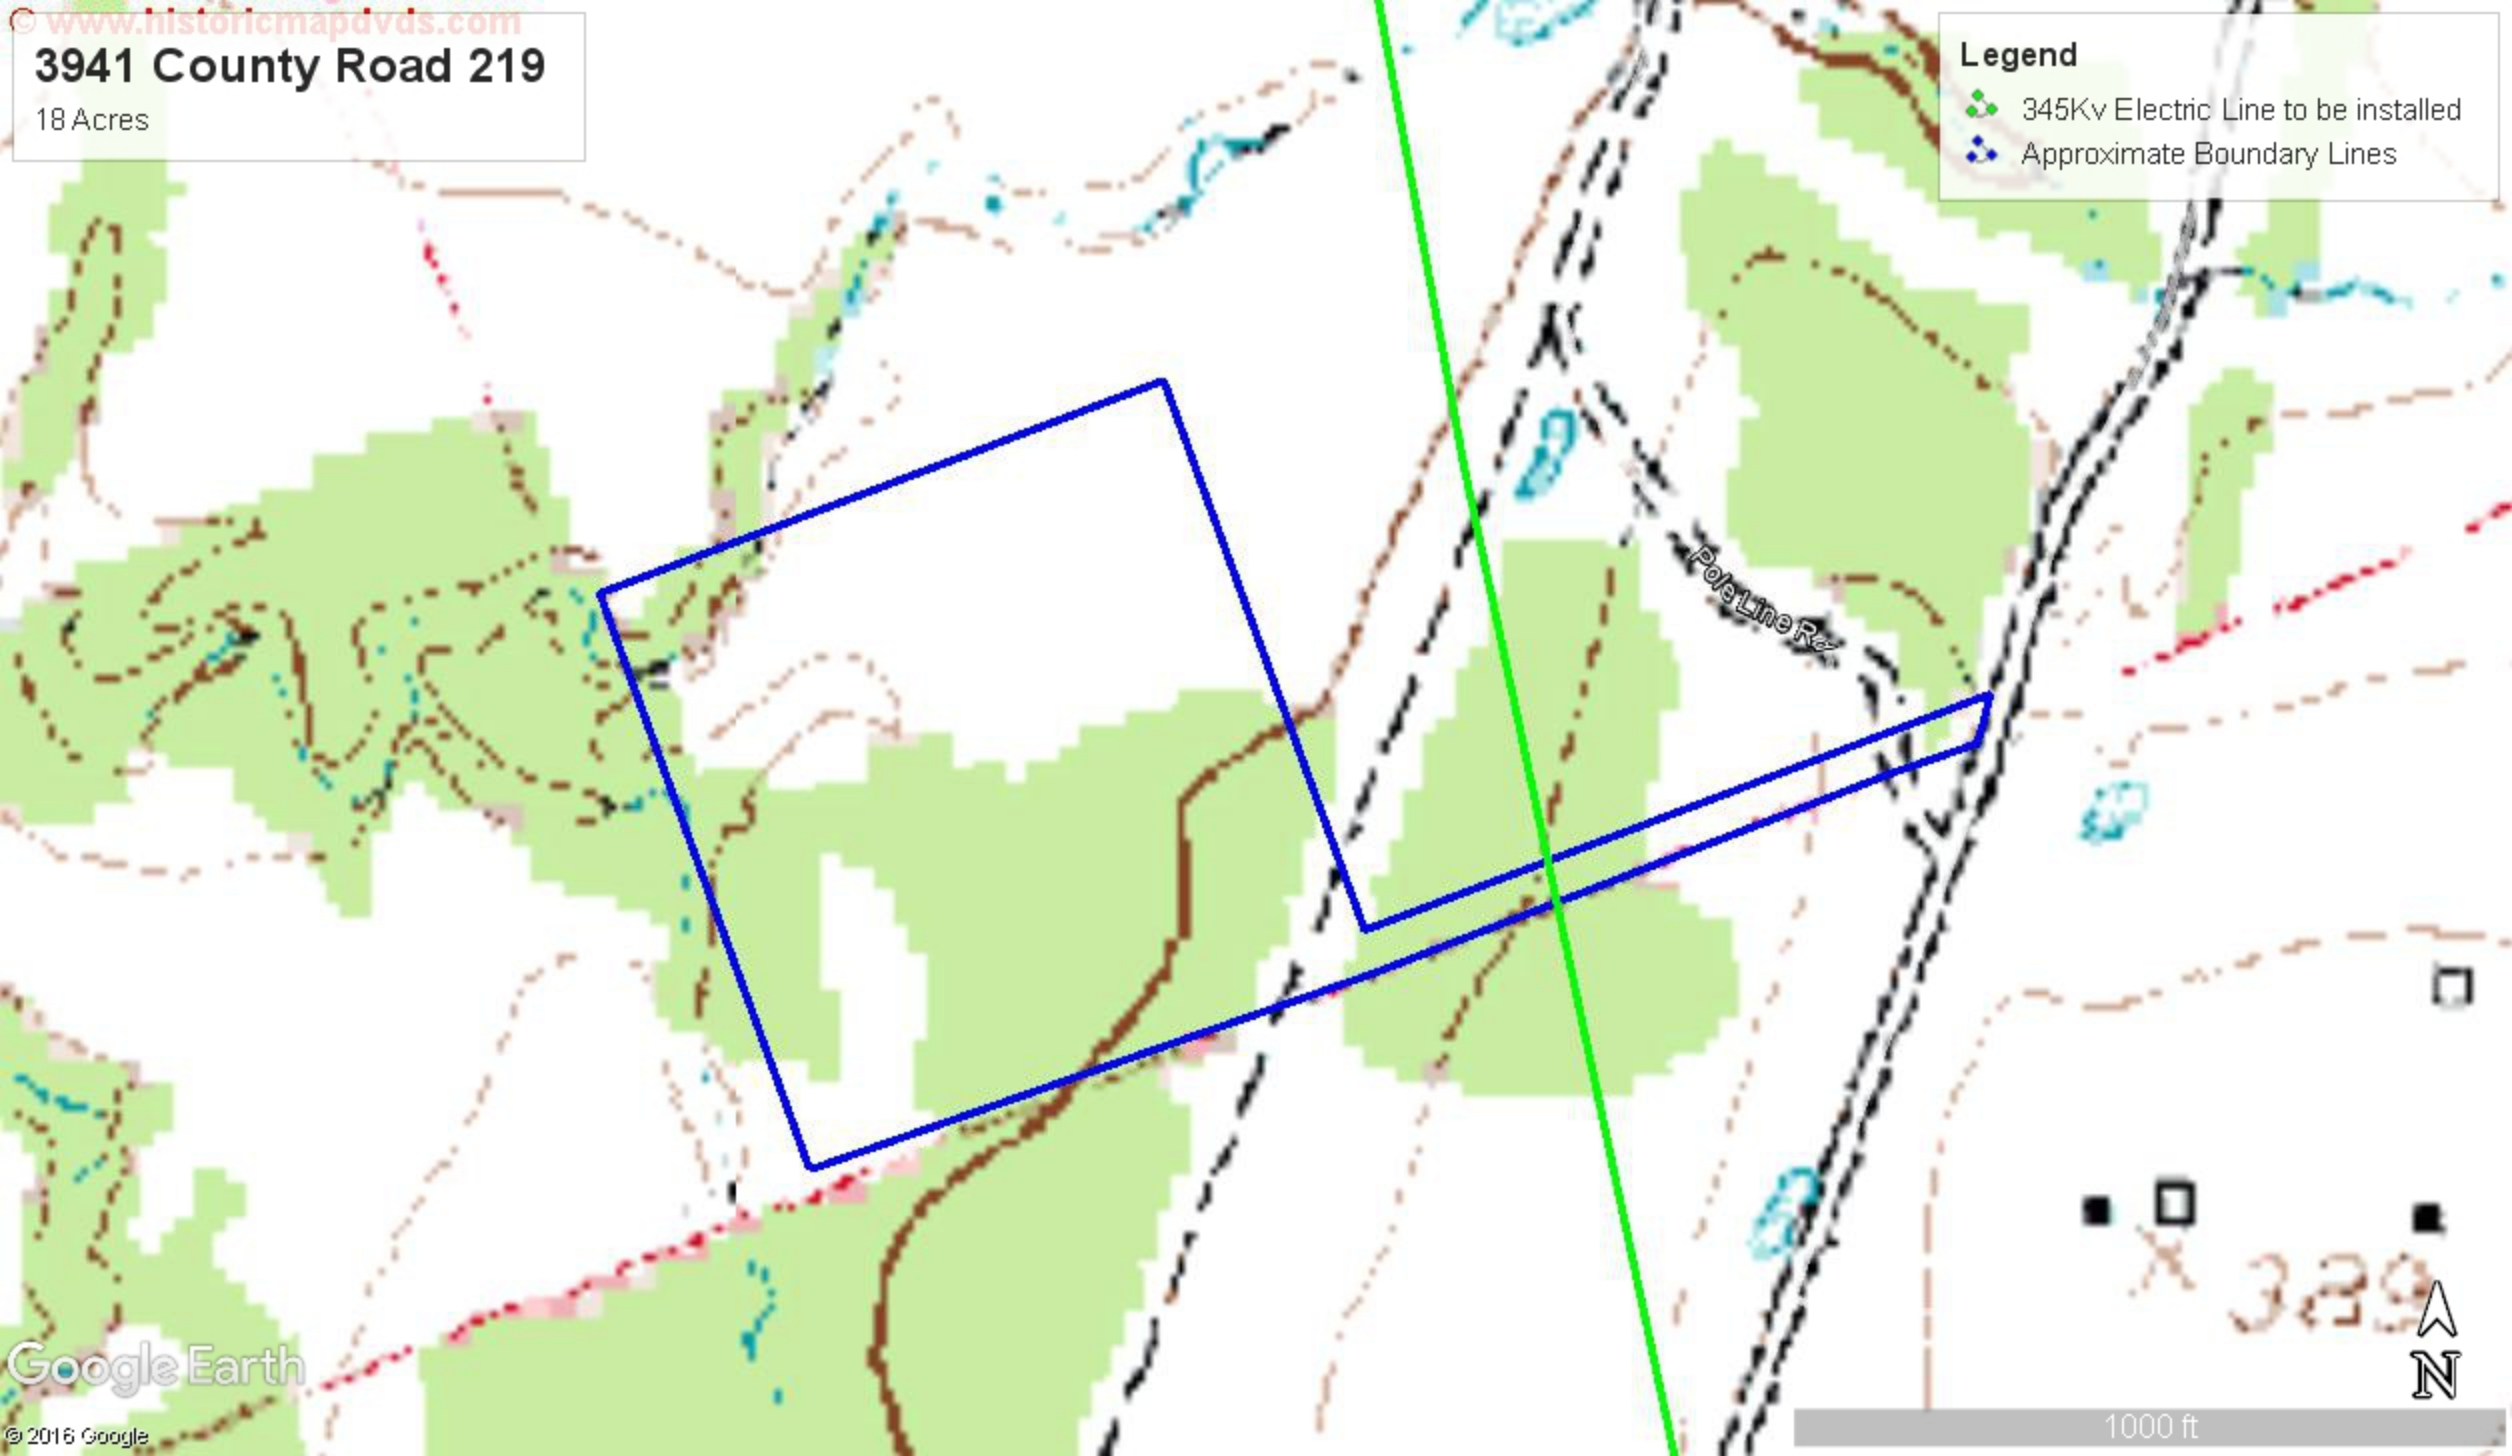 © www.historicmapdvds.com
3941 County Road 219
18 Acres
Legend
345Kv Electric Line to be installed
Approximate Boundary Lines
Pole Line Rd
389
N
Google Earth
1000 ft
© 2016 Google